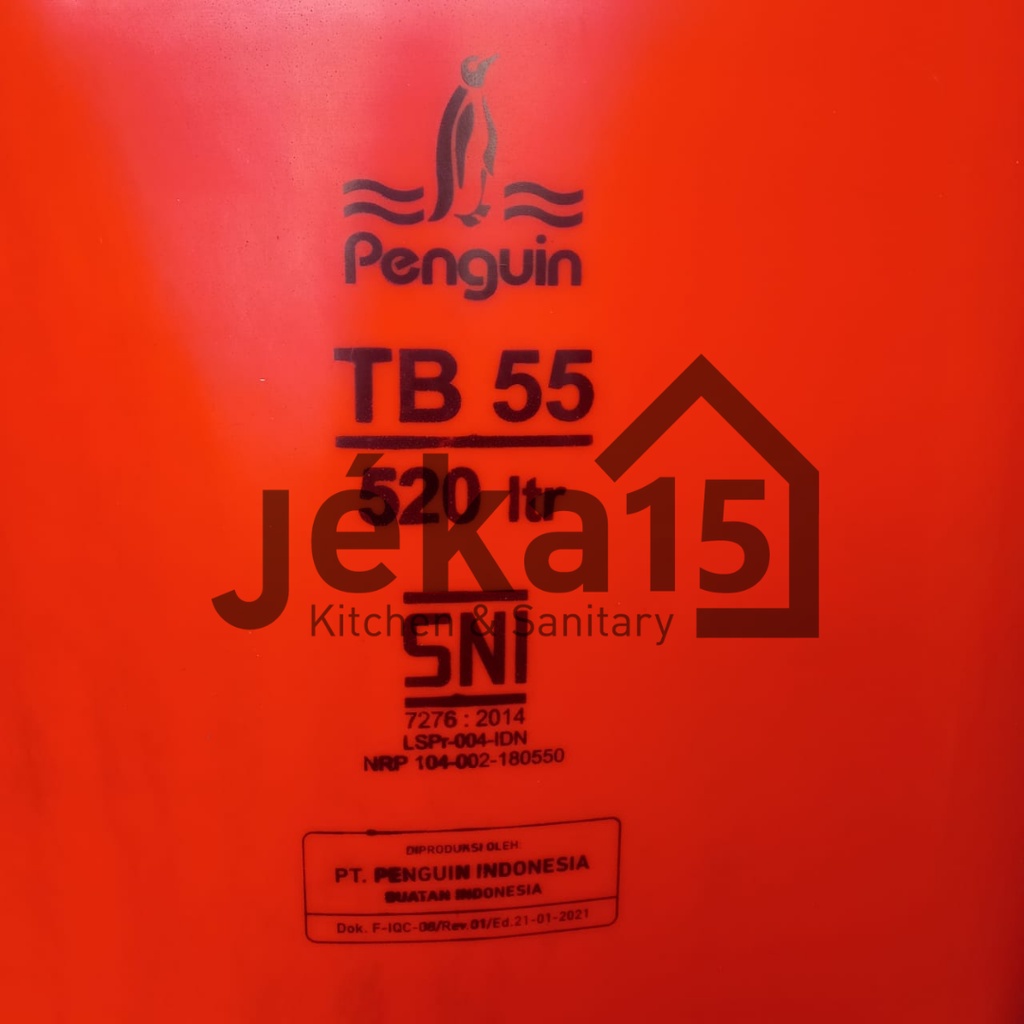 Penguin
TB 55
520 ltr
jéka15
Kitchen & Sanitary
SNI
7276 : 2014
LSPr-004-IDN
NRP 104-002-180550
DIPRODUKSI OLEH:
PT. PENGUIN INDONESIA
BUATAN INDONESIA
Dok. F-IQC-08/Rev.01/Ed.21-01-2021